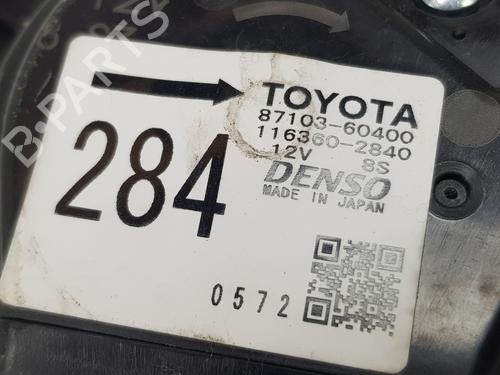 TOYOTA
87103-60400
116360-2840
12V 8S
DENSO
MADE IN JAPAN
284
0572
B-PARTS